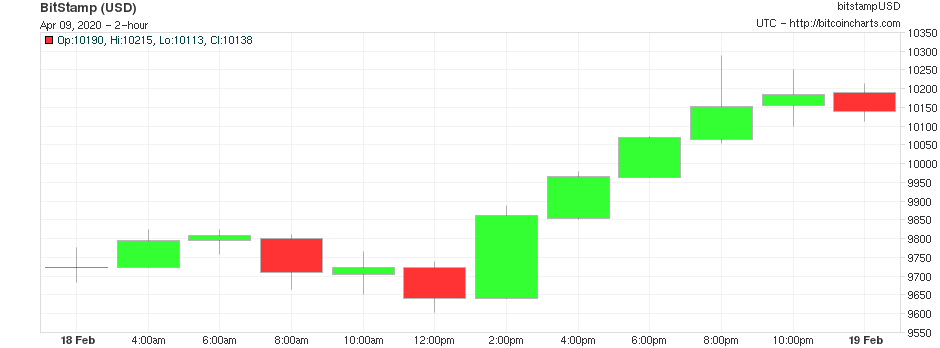 BitStamp (USD)
bitstampUSD
Apr 09, 2020 - 2-hour
UTC - http://bitcoincharts.com
Op:10190, Hi:10215, Lo:10113, Cl:10138
10350
10300
10250
10200
10150
10100
10050
10000
9950
9900
9850
9800
9750
9700
9650
9600
9550
18 Feb 4:00am 6:00am 8:00am 10:00am 12:00pm 2:00pm 4:00pm 6:00pm 8:00pm 10:00pm 19 Feb